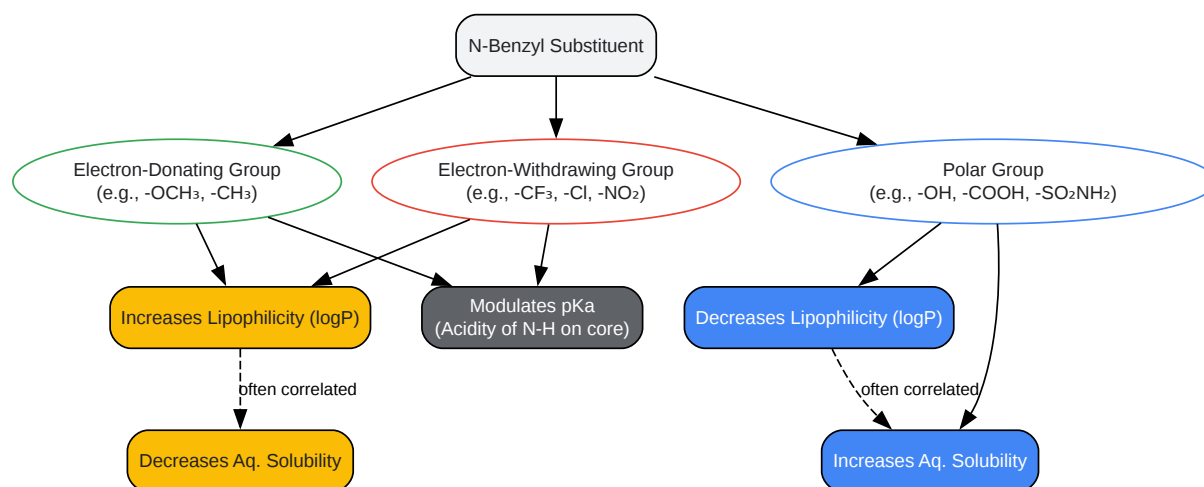 N-Benzyl Substituent
Electron-Donating Group
(e.g., -OCH₃, -CH₃)
Electron-Withdrawing Group
(e.g., -CF₃, -Cl, -NO₂)
Polar Group
(e.g., -OH, -COOH, -SO₂NH₂)
Increases Lipophilicity (logP)
Modulates pKa
(Acidity of N-H on core)
Decreases Lipophilicity (logP)
often correlated
often correlated
Decreases Aq. Solubility
Increases Aq. Solubility